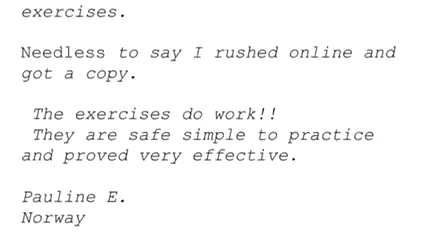 exercises.
Needless to say I rushed online and
got a copy.
The exercises do work!!
They are safe simple to practice
and proved very effective.
Pauline E.
Norway